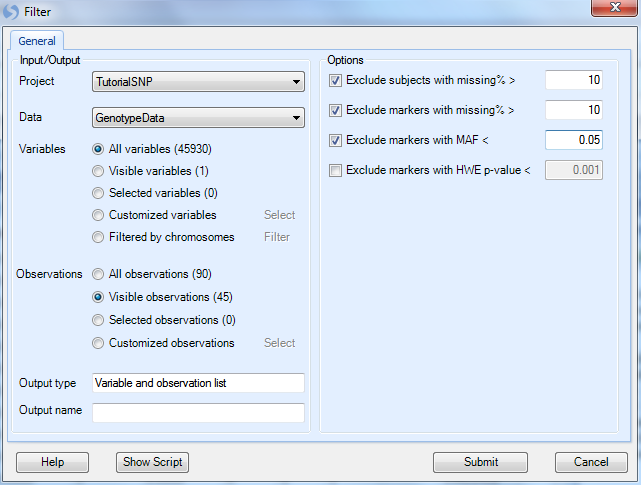 Filter
General
Input/Output
Project TutorialSNP
Data GenotypeData
Variables All variables (45930)
Visible variables (1)
Selected variables (0)
Customized variables Select
Filtered by chromosomes Filter
Observations All observations (90)
Visible observations (45)
Selected observations (0)
Customized observations Select
Output type Variable and observation list
Output name
Options
Exclude subjects with missing% > 10
Exclude markers with missing% > 10
Exclude markers with MAF < 0.05
Exclude markers with HWE p-value < 0.001
Help Show Script Submit Cancel